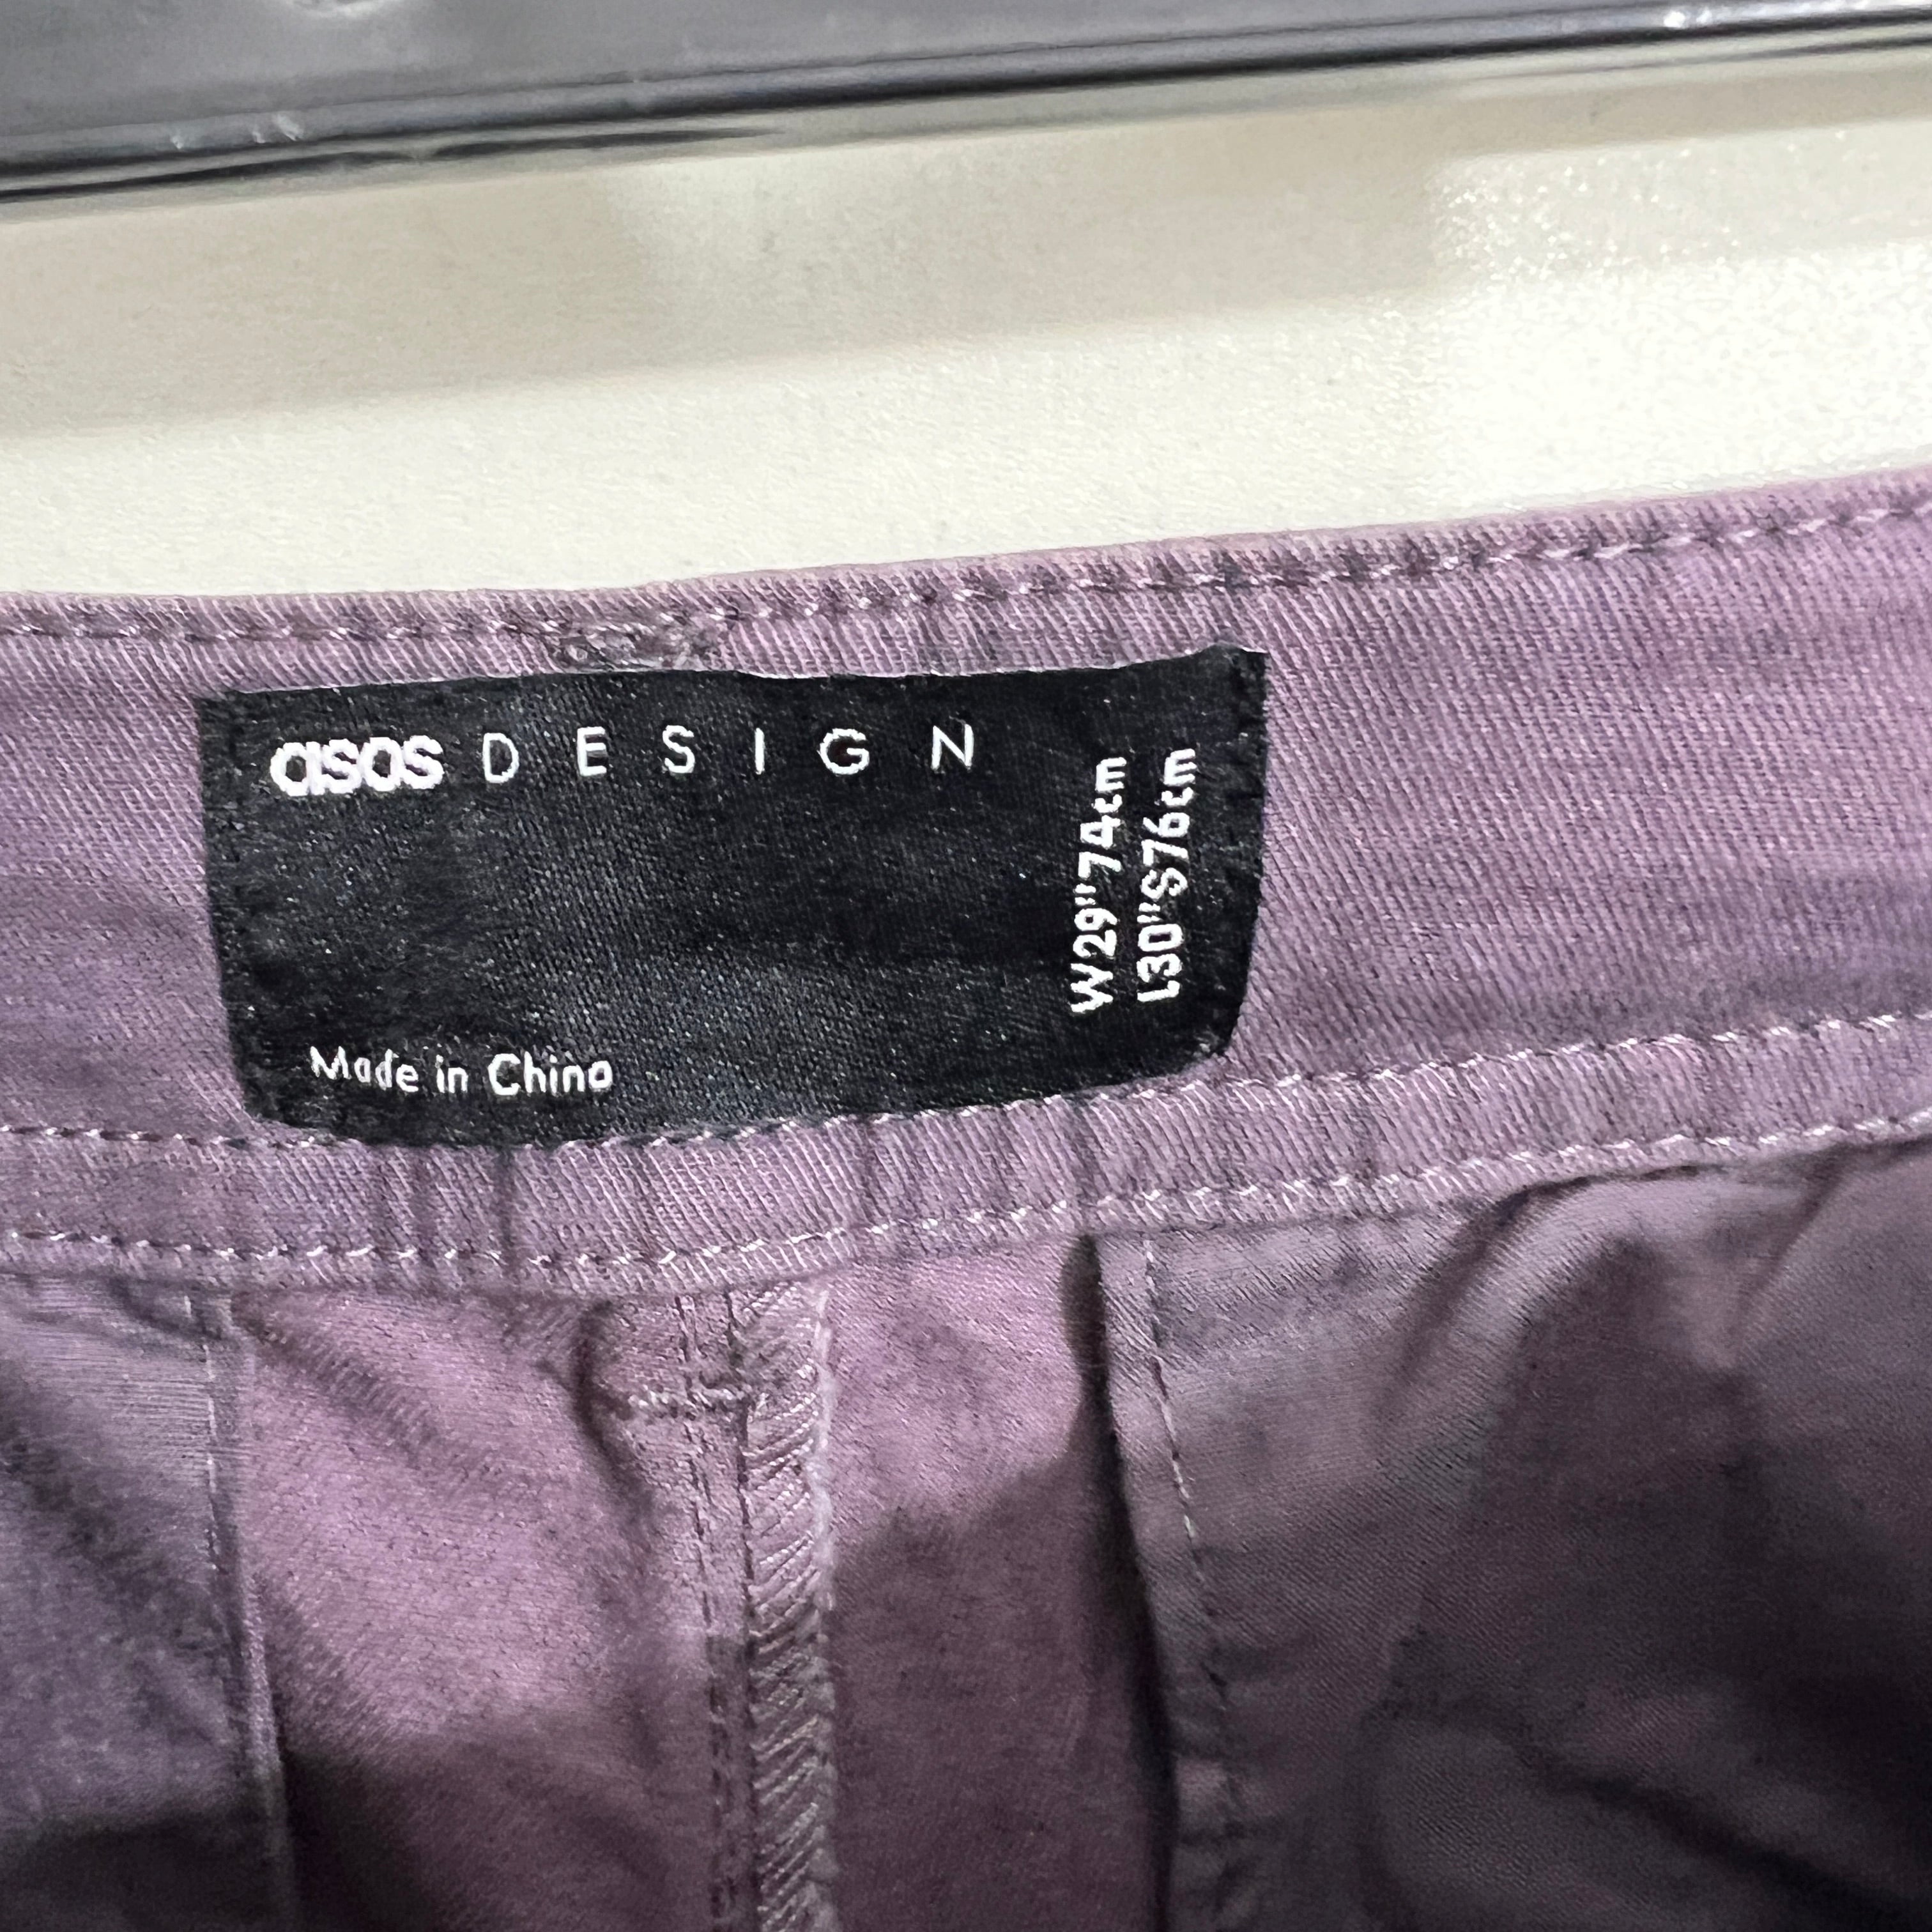 asos DESIGN
W29"74cm
L30"S76cm
Made in China